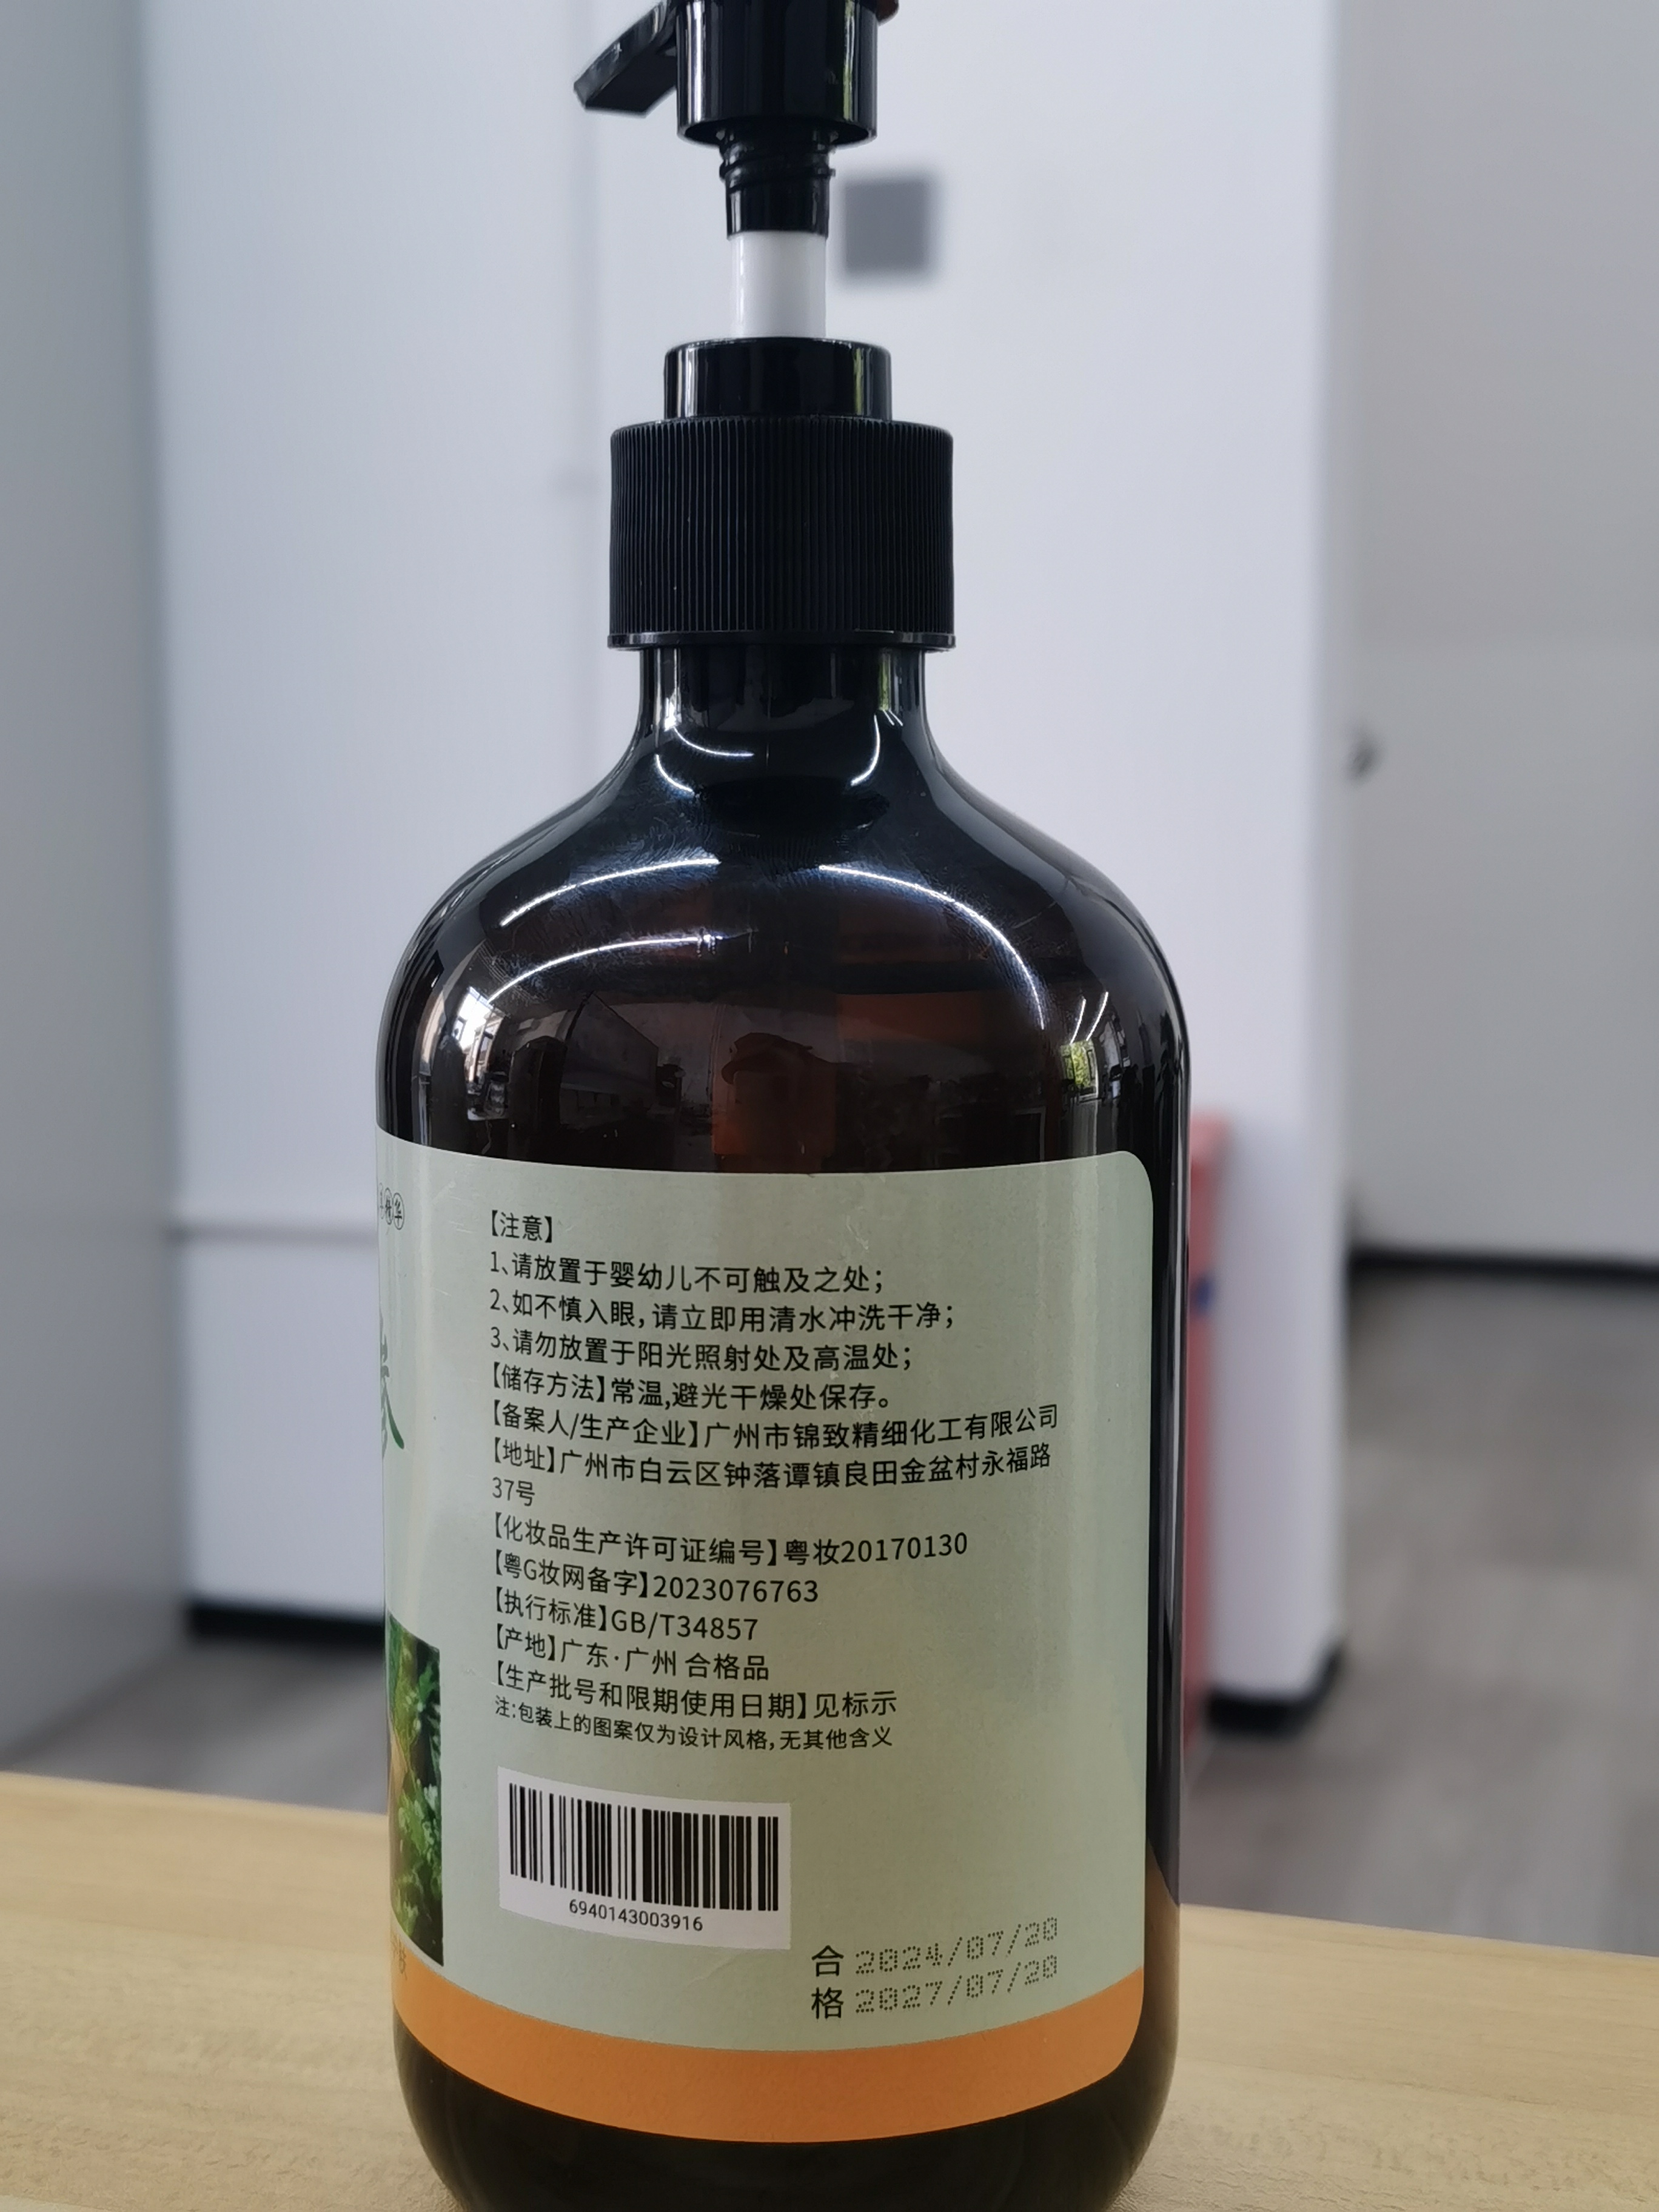 【注意】
1、请放置于婴幼儿不可触及之处；
2、如不慎入眼，请立即用清水冲洗干净；
3、请勿放置于阳光照射处及高温处；
【储存方法】常温,避光干燥处保存。
【备案人/生产企业】广州市锦致精细化工有限公司
【地址】广州市白云区钟落谭镇良田金盆村永福路
37号
【化妆品生产许可证编号】粤妆20170130
【粤G妆网备字】2023076763
【执行标准】GB/T34857
【产地】广东·广州 合格品
【生产批号和限期使用日期】见标示
注：包装上的图案仅为设计风格，无其他含义
6940143003916
合 2024/07/20
格 2027/07/20